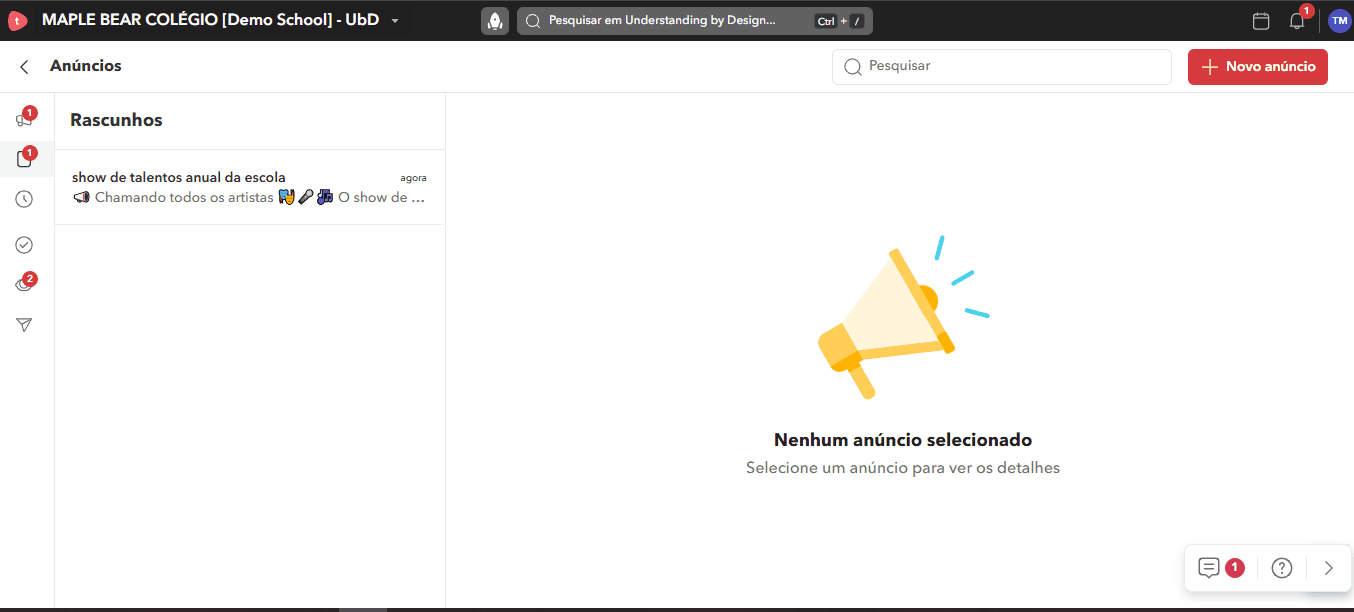 MAPLE BEAR COLÉGIO [Demo School] - UbD
Pesquisar em Understanding by Design...
Ctrl + /
1
TM
Anúncios
Pesquisar
Novo anúncio
1
1
2
Rascunhos
show de talentos anual da escola
agora
Chamando todos os artistas O show de ...
Nenhum anúncio selecionado
Selecione um anúncio para ver os detalhes
1
?